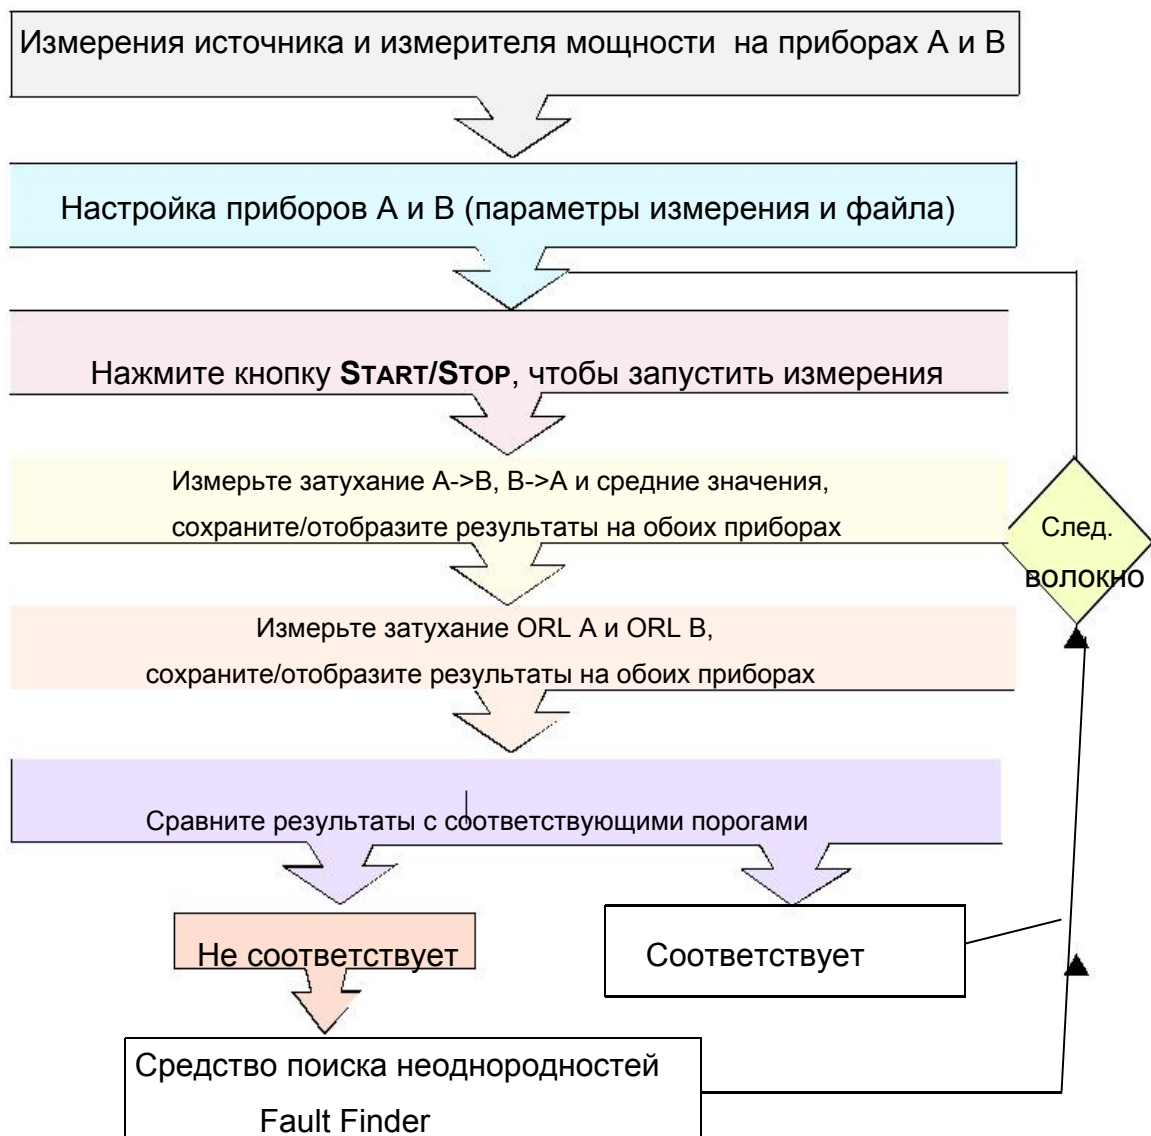 Измерения источника и измерителя мощности на приборах А и В
Настройка приборов А и В (параметры измерения и файла)
Нажмите кнопку START/STOP, чтобы запустить измерения
Измерьте затухание A->B, B->A и средние значения,
сохраните/отобразите результаты на обоих приборах
След.
волокно
Измерьте затухание ORL A и ORL B,
сохраните/отобразите результаты на обоих приборах
Сравните результаты с соответствующими порогами
Не соответствует
Соответствует
Средство поиска неоднородностей
Fault Finder